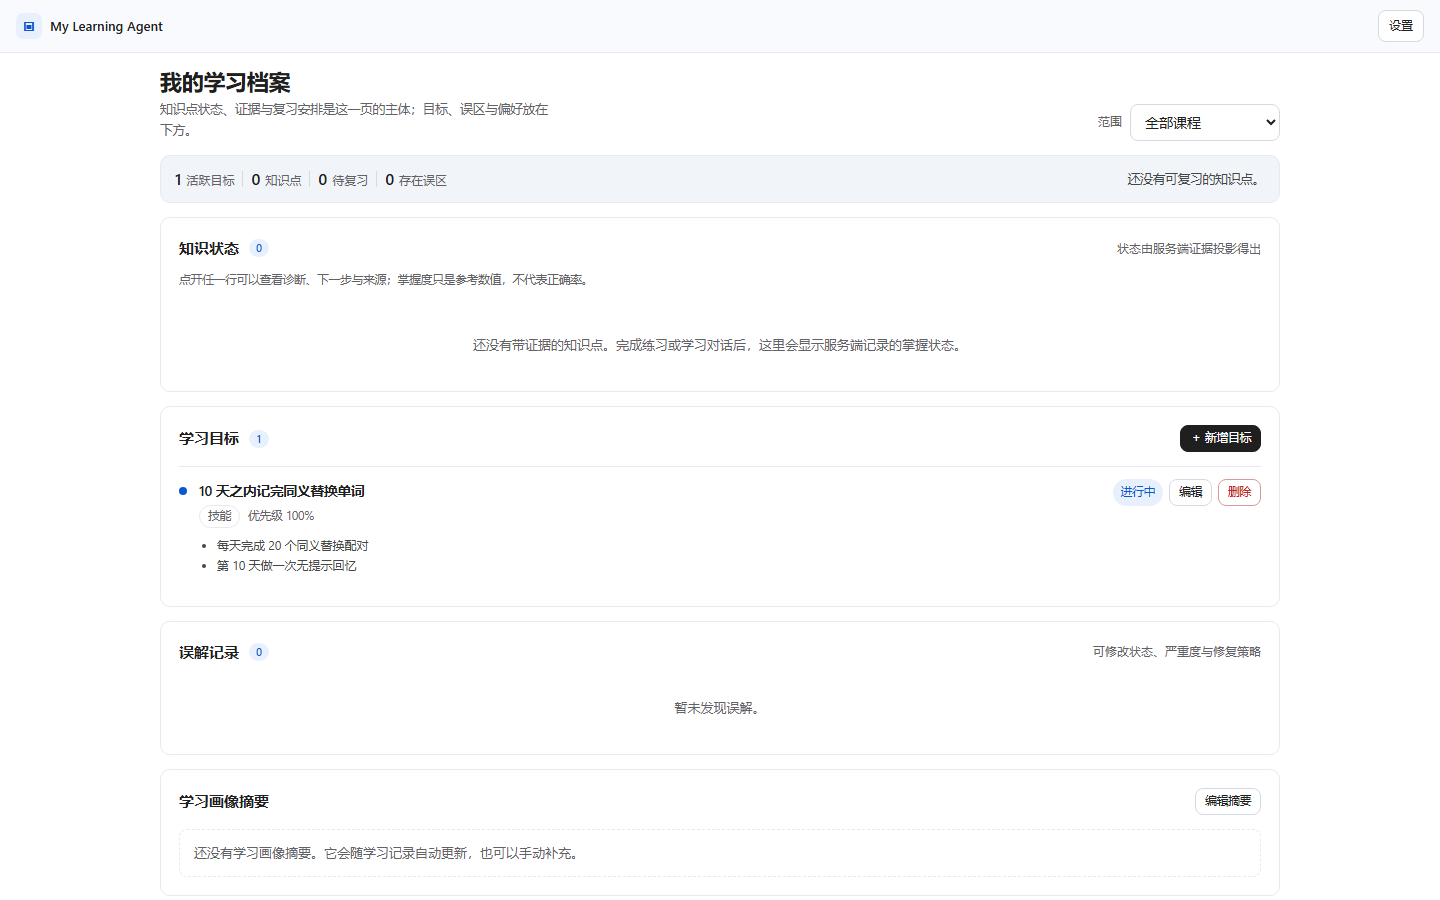 My Learning Agent
设置
我的学习档案
知识点状态、证据与复习安排是这一页的主体；目标、误区与偏好放在
下方。
范围
全部课程
1 活跃目标 0 知识点 0 待复习 0 存在误区
还没有可复习的知识点。
知识状态 0
状态由服务端证据投影得出
点开任一行可以查看诊断、下一步与来源；掌握度只是参考数值，不代表正确率。
还没有带证据的知识点。完成练习或学习对话后，这里会显示服务端记录的掌握状态。
学习目标 1
+ 新增目标
10 天之内记完同义替换单词
进行中
编辑
删除
技能 优先级 100%
• 每天完成 20 个同义替换配对
• 第 10 天做一次无提示回忆
误解记录 0
可修改状态、严重度与修复策略
暂未发现误解。
学习画像摘要
编辑摘要
还没有学习画像摘要。它会随学习记录自动更新，也可以手动补充。